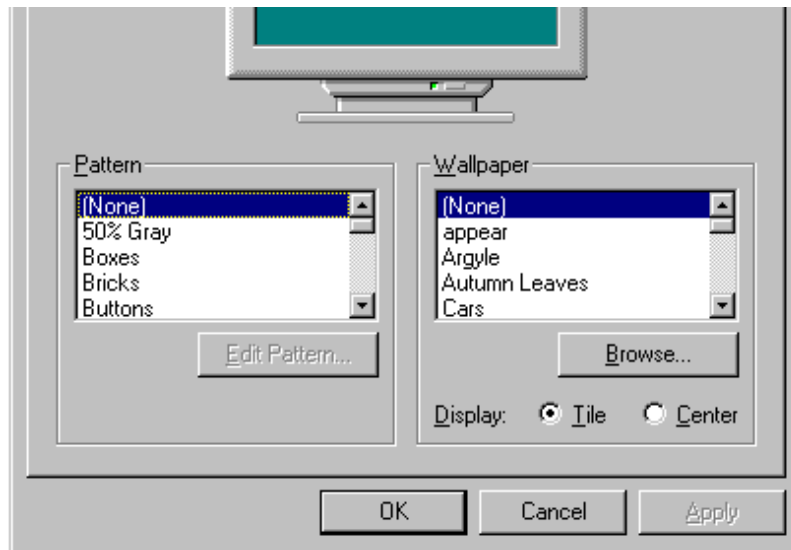 Pattern
(None)
50% Gray
Boxes
Bricks
Buttons
Edit Pattern...
Wallpaper
(None)
appear
Argyle
Autumn Leaves
Cars
Browse...
Display: Tile Center
OK Cancel Apply